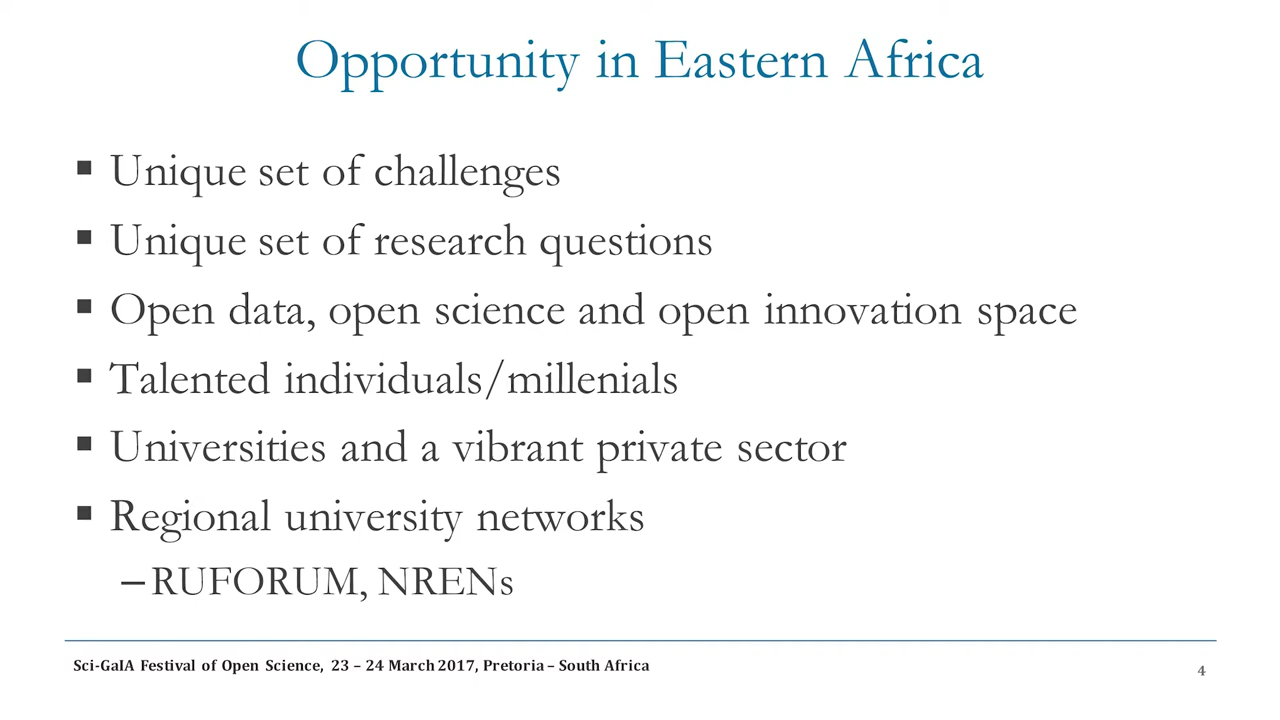 Opportunity in Eastern Africa
▪ Unique set of challenges
▪ Unique set of research questions
▪ Open data, open science and open innovation space
▪ Talented individuals/millenials
▪ Universities and a vibrant private sector
▪ Regional university networks
– RUFORUM, NRENs
Sci-GaIA Festival of Open Science, 23 – 24 March 2017, Pretoria – South Africa
4